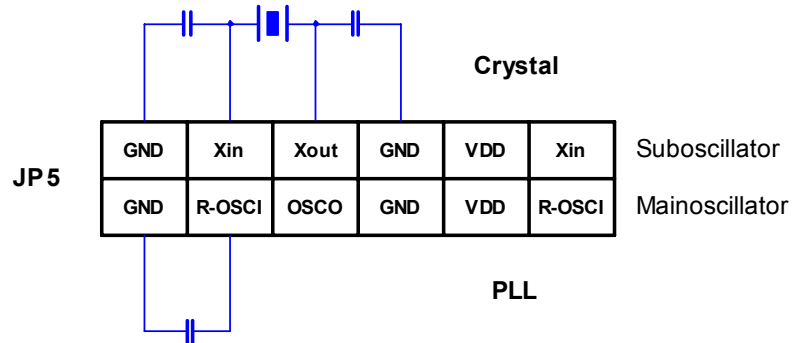 Crystal
GND Xin Xout GND VDD Xin Suboscillator
JP5
GND R-OSCI OSCO GND VDD R-OSCI Mainoscillator
PLL